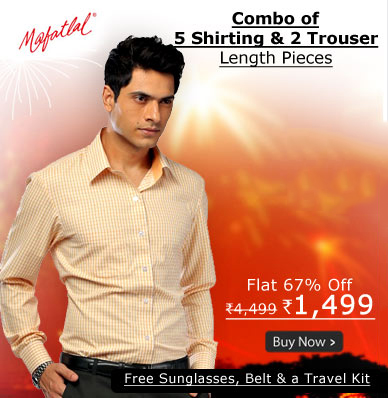 Mafatlal®
Combo of
5 Shirting & 2 Trouser
Length Pieces
Flat 67% Off
₹4,499 ₹1,499
Buy Now >
Free Sunglasses, Belt & a Travel Kit